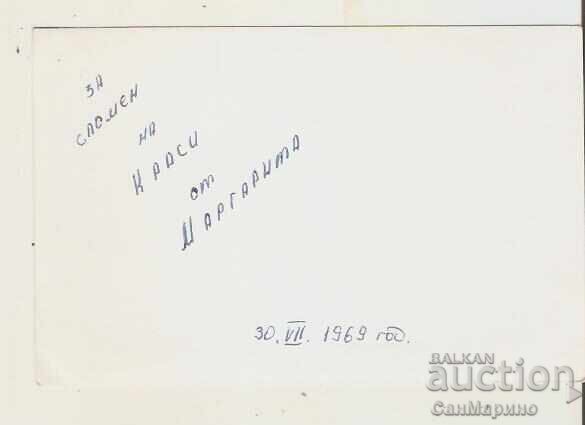 ЗА
СПОМЕН
НА
КРАСИ
от
МАРГАРИТА
30. VII. 1969 год.
BALKAN
auction
СанМарино